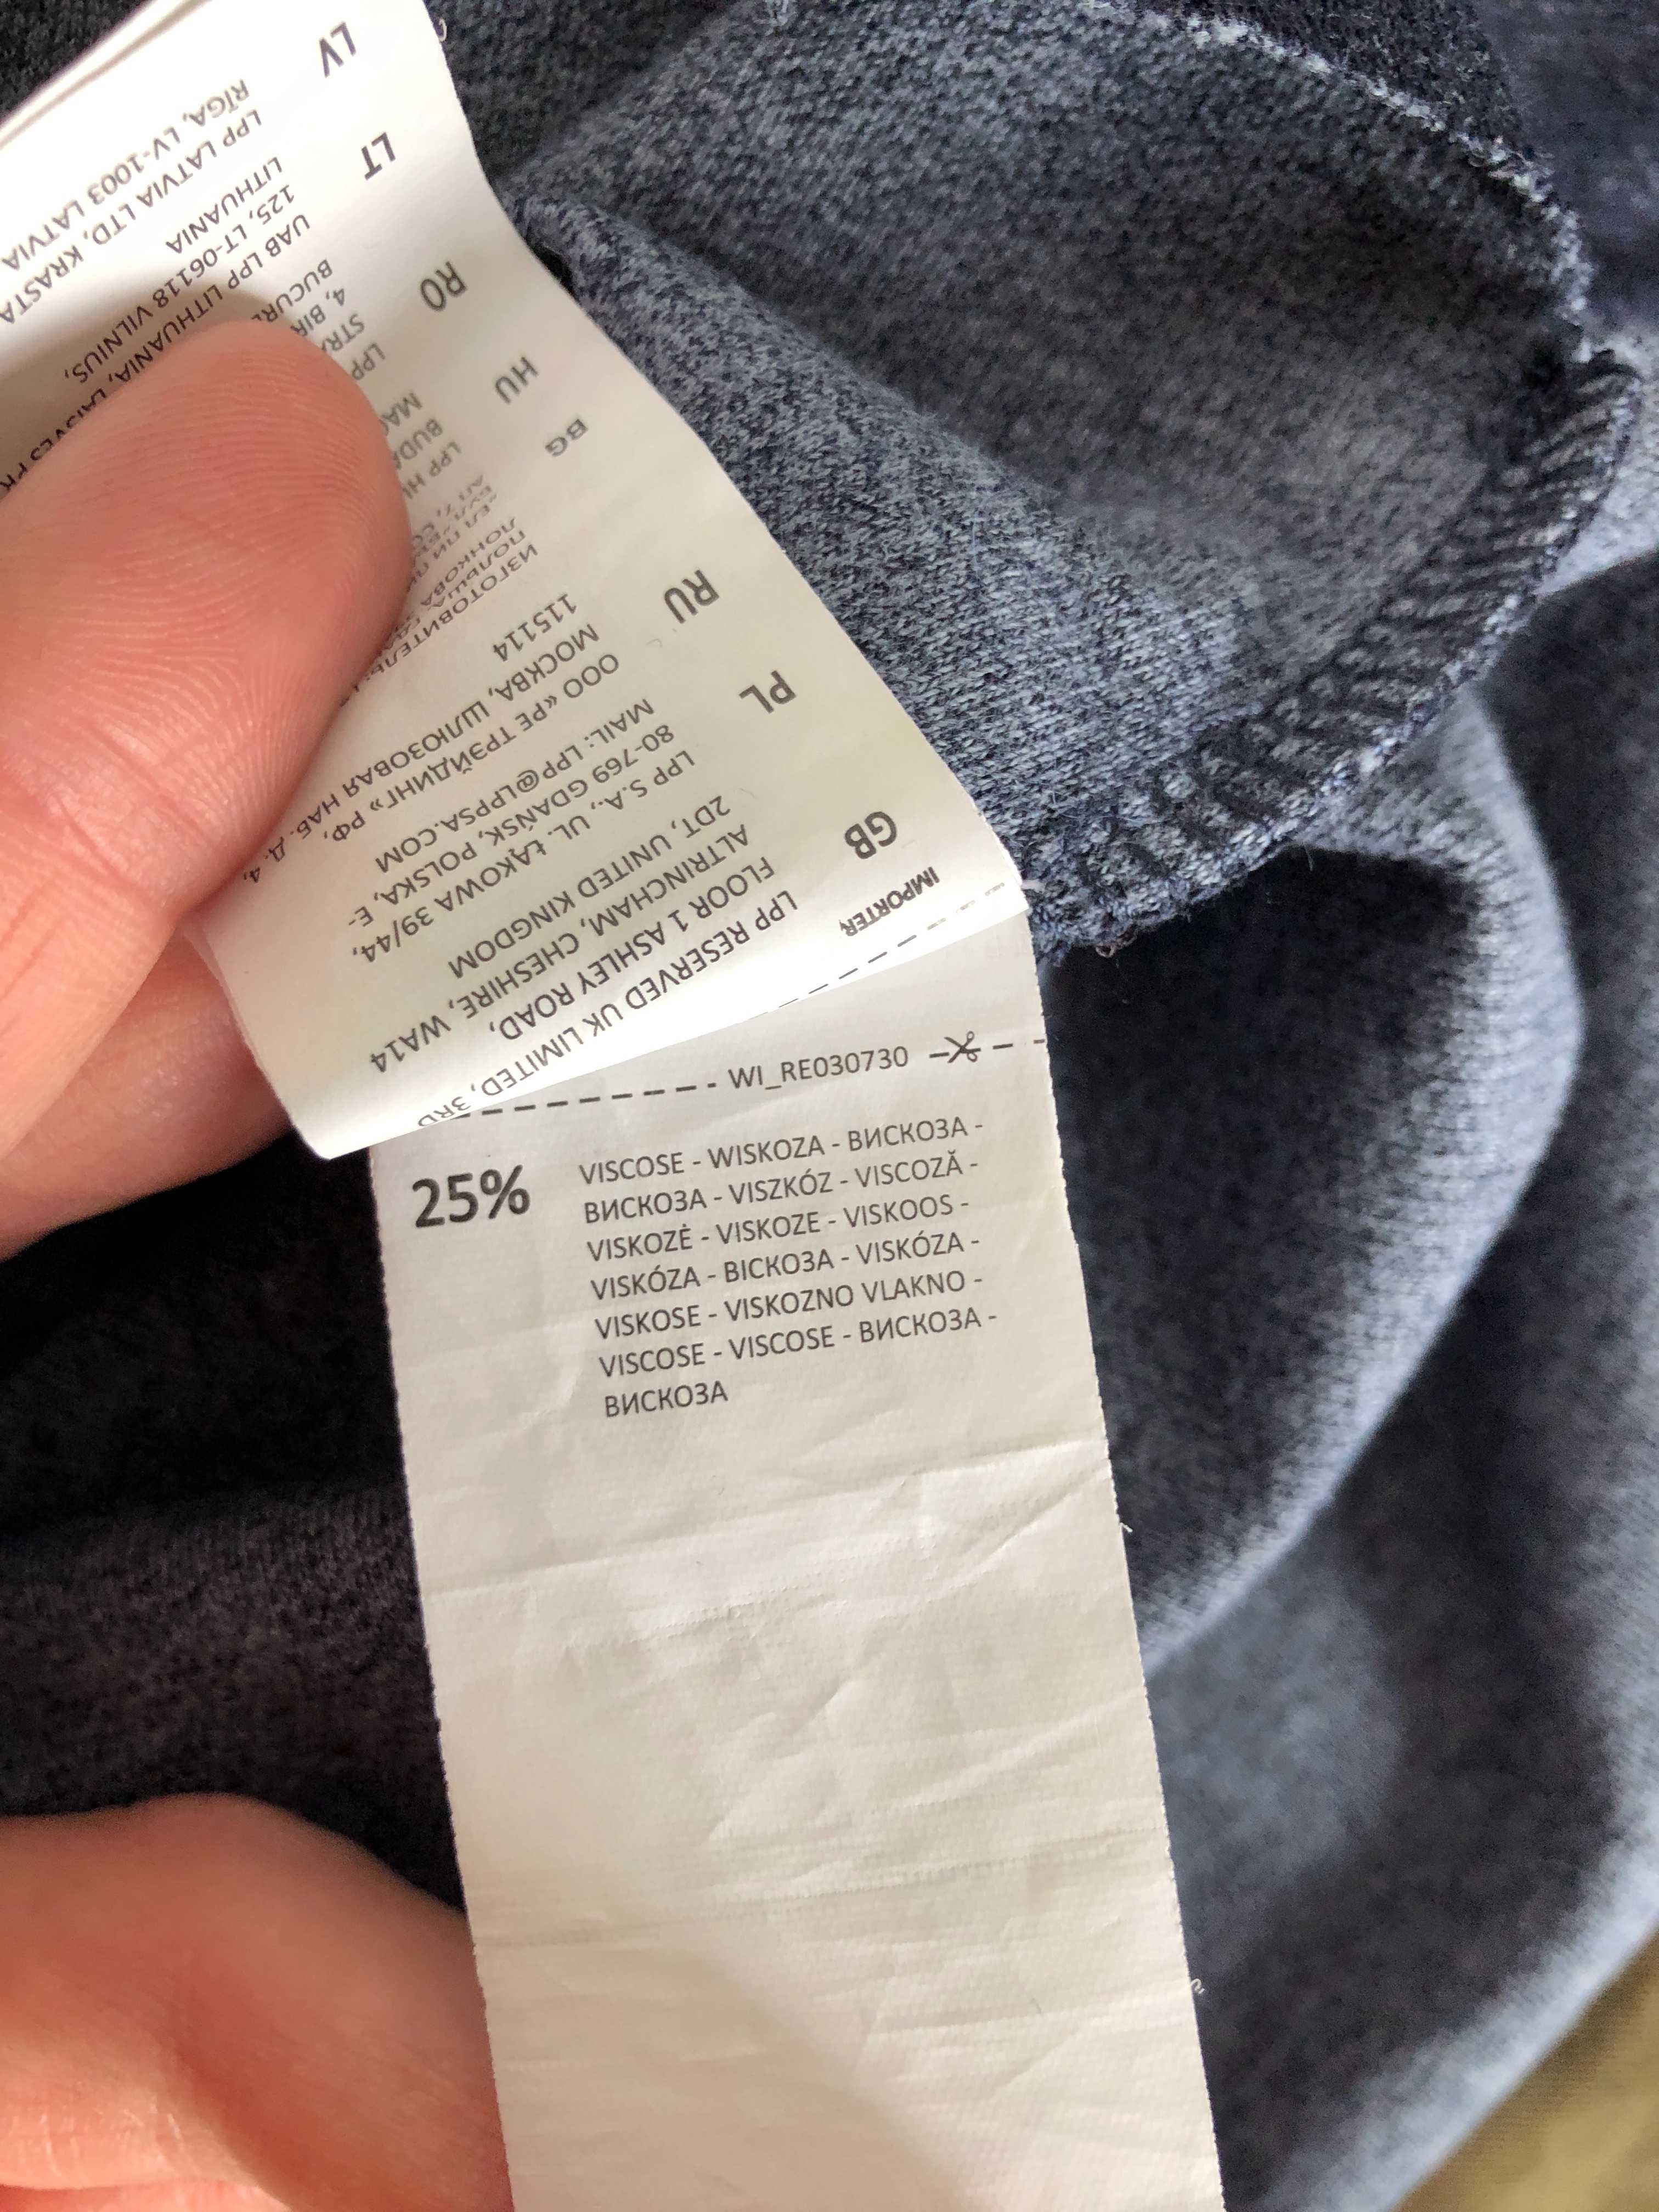 WI_RE030730
25%
VISCOSE - WISKOZA - ВИСКОЗА -
ВИСКОЗА - VISZKÓZ - VISCOZĂ -
VISKOZĖ - VISKOZE - VISKOOS -
VISKÓZA - ВІСКОЗА - VISKÓZA -
VISKOSE - VISKOZNO VLAKNO -
VISCOSE - VISCOSE - ВИСКОЗА -
ВИСКОЗА
IMPORTER
GB
LPP RESERVED UK LIMITED, 3RD
FLOOR 1 ASHLEY ROAD,
ALTRINCHAM, CHESHIRE, WA14
2DT, UNITED KINGDOM
PL
LPP S.A., UL. ŁĄKOWA 39/44,
80-769 GDAŃSK, POLSKA, E-
MAIL: LPP@LPPSA.COM
RU
ООО «РЕ ТРЭЙДИНГ» РФ,
МОСКВА, ШЛЮЗОВАЯ НАБ. Д. 4,
115114
BG
HU
LPP
RO
LPP
LT
UAB LPP LITHUANIA,
125, LT-06118 VILNIUS,
LITHUANIA
LV
LPP LATVIA LTD, KRASTA
RĪGA, LV-1003 LATVIA